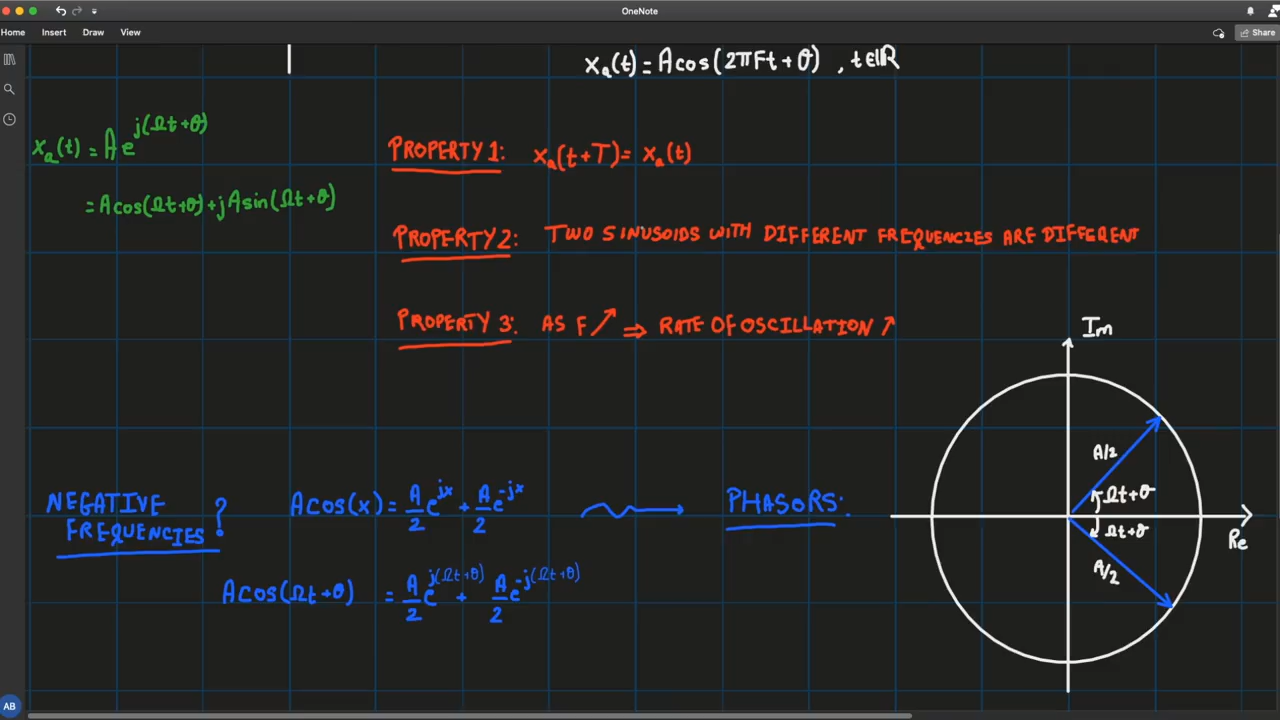 OneNote
Home Insert Draw View
Share
xₐ(t) = Acos(2πFt + θ) , t∈ℝ
xₐ(t) = Ae^{j(Ωt+θ)}
= Acos(Ωt+θ)+jAsin(Ωt+θ)
PROPERTY 1: xₐ(t+T) = xₐ(t)
PROPERTY 2: TWO SINUSOIDS WITH DIFFERENT FREQUENCIES ARE DIFFERENT
PROPERTY 3: AS F ↗ ⇒ RATE OF OSCILLATION ↗
NEGATIVE
FREQUENCIES ?
Acos(x) = A/2 e^{jx} + A/2 e^{-jx}
Acos(Ωt+θ) = A/2 e^{j(Ωt+θ)} + A/2 e^{-j(Ωt+θ)}
PHASORS:
Im
A/2
Ωt+θ
Ωt+θ
Re
A/2
AB